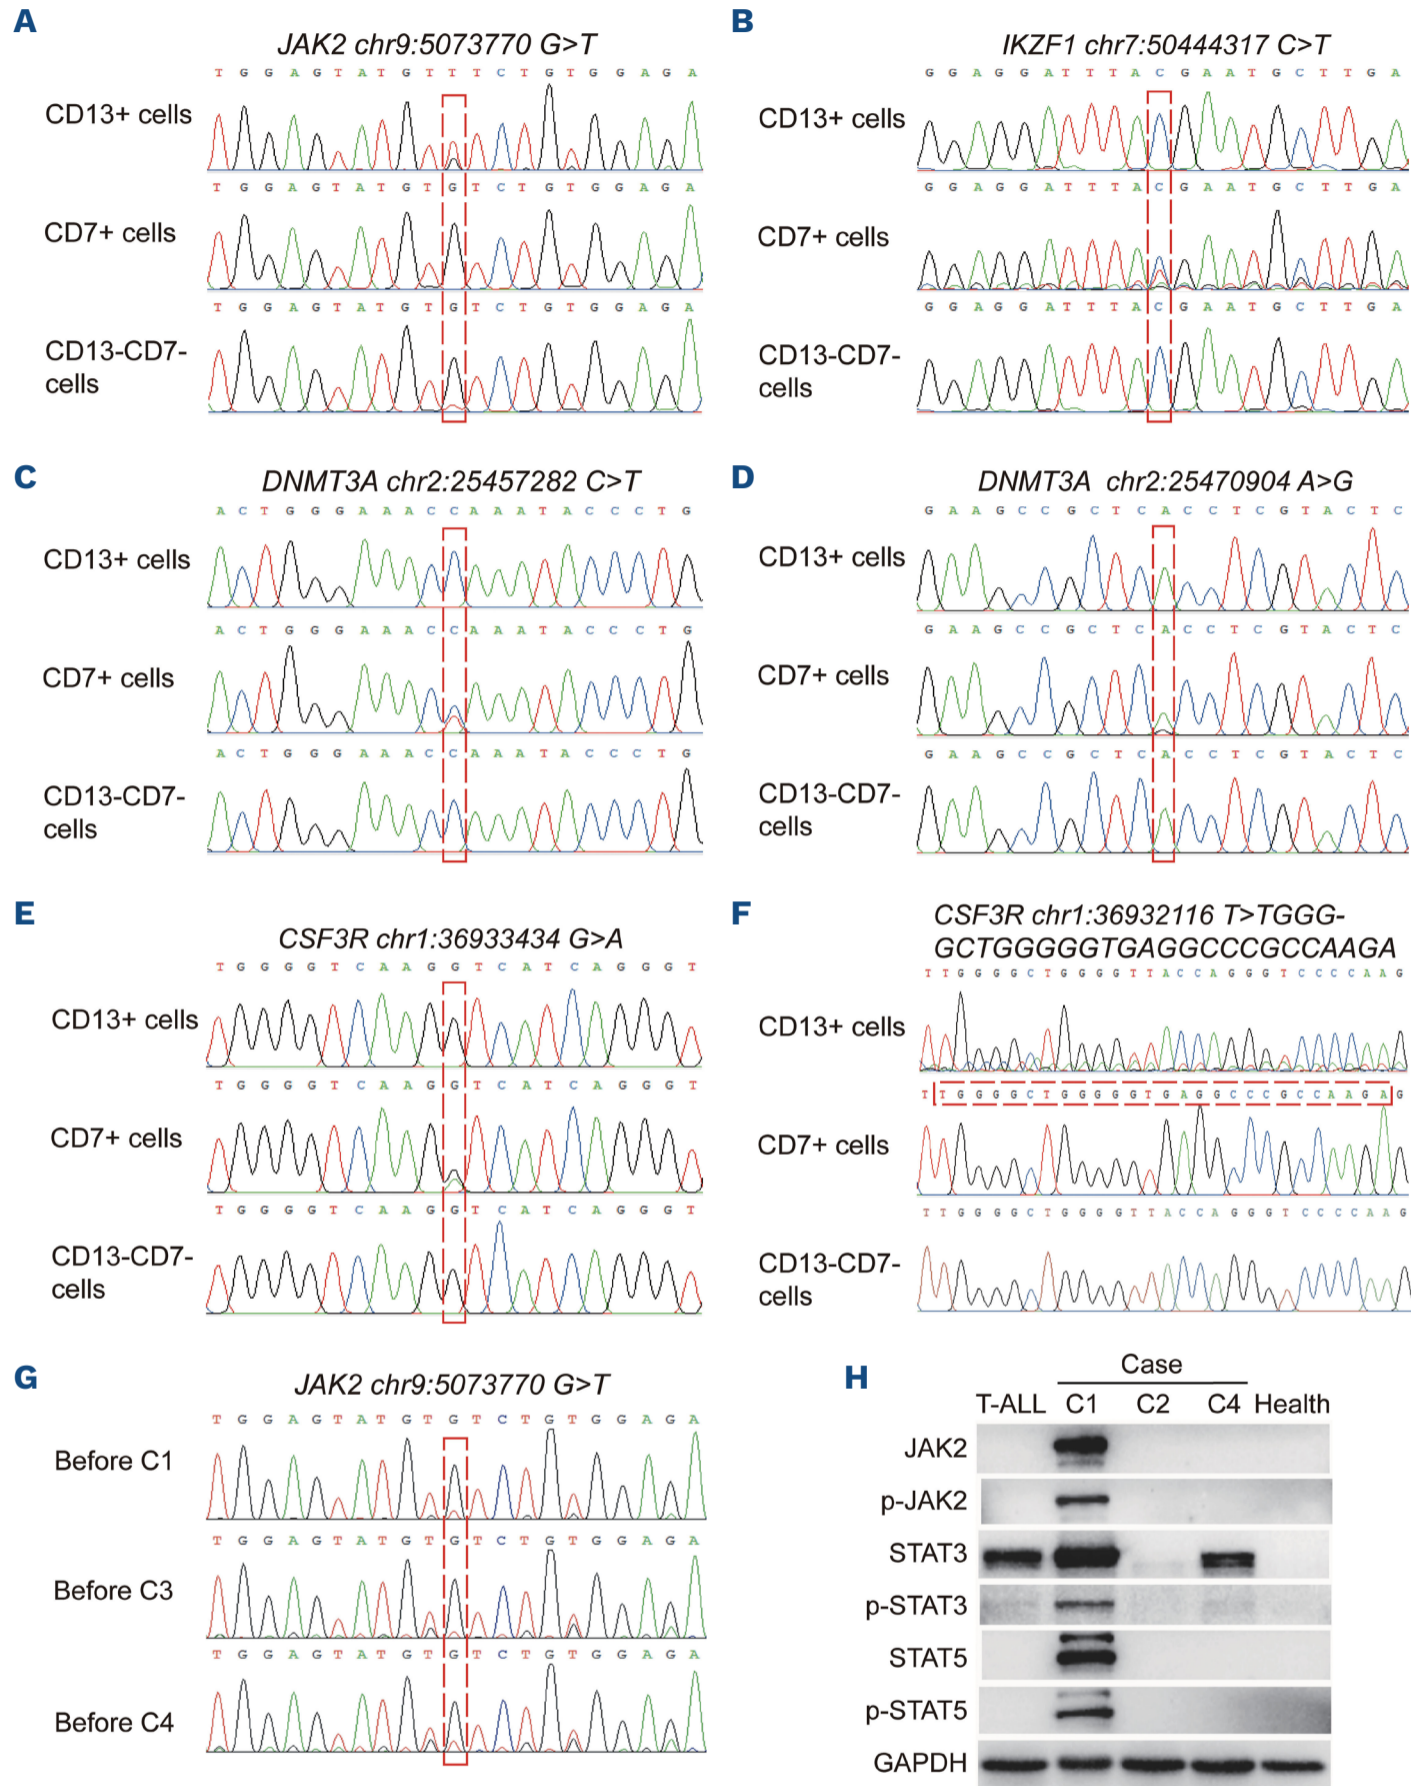 A
JAK2 chr9:5073770 G>T
T G G A G T A T G T T T C T G T G G A G A
CD13+ cells
T G G A G T A T G T G T C T G T G G A G A
CD7+ cells
T G G A G T A T G T G T C T G T G G A G A
CD13-CD7-
cells
B
IKZF1 chr7:50444317 C>T
G G A G G A T T T A C G A A T G C T T G A
CD13+ cells
G G A G G A T T T A C G A A T G C T T G A
CD7+ cells
G G A G G A T T T A C G A A T G C T T G A
CD13-CD7-
cells
C
DNMT3A chr2:25457282 C>T
A C T G G G A A A C C A A A T A C C C T G
CD13+ cells
A C T G G G A A A C C A A A T A C C C T G
CD7+ cells
A C T G G G A A A C C A A A T A C C C T G
CD13-CD7-
cells
D
DNMT3A chr2:25470904 A>G
G A A G C C G C T C A C C T C G T A C T C
CD13+ cells
G A A G C C G C T C A C C T C G T A C T C
CD7+ cells
G A A G C C G C T C A C C T C G T A C T C
CD13-CD7-
cells
E
CSF3R chr1:36933434 G>A
T G G G G T C A A G G T C A T C A G G G T
CD13+ cells
T G G G G T C A A G G T C A T C A G G G T
CD7+ cells
T G G G G T C A A G G T C A T C A G G G T
CD13-CD7-
cells
F
CSF3R chr1:36932116 T>TGGG-
GCTGGGGGTGAGGCCCGCCAAGA
T T G G G G C T G G G G T T A C C A G G G T C C C C A A G
CD13+ cells
T T G G G G C T G G G G G T G A G G C C C G C C A A G A G
CD7+ cells
T T G G G G C T G G G G T T A C C A G G G T C C C C A A G
CD13-CD7-
cells
G
JAK2 chr9:5073770 G>T
T G G A G T A T G T G T C T G T G G A G A
Before C1
T G G A G T A T G T G T C T G T G G A G A
Before C3
T G G A G T A T G T G T C T G T G G A G A
Before C4
H
Case
T-ALL C1 C2 C4 Health
JAK2
p-JAK2
STAT3
p-STAT3
STAT5
p-STAT5
GAPDH